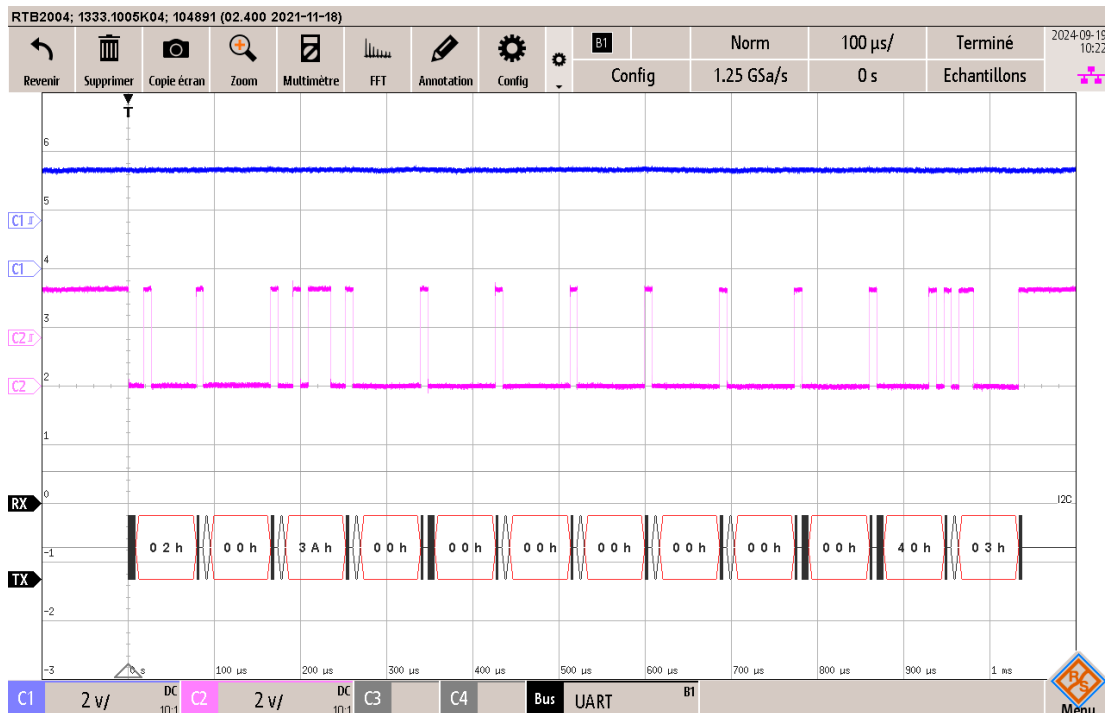 RTB2004; 1333.1005K04; 104891 (02.400 2021-11-18)
Revenir Supprimer Copie écran Zoom Multimètre FFT Annotation Config
B1 Norm 100 µs/ Terminé
Config 1.25 GSa/s 0 s Echantillons
2024-09-19
10:22
T
6
5
C1
4
C1
3
C2
2
C2
1
0
RX
I2C
02h 00h 3Ah 00h 00h 00h 00h 00h 00h 00h 40h 03h
-1
TX
-2
-3 0 s 100 µs 200 µs 300 µs 400 µs 500 µs 600 µs 700 µs 800 µs 900 µs 1 ms
C1 2 v/ DC 10:1 C2 2 v/ DC 10:1 C3 C4 Bus UART B1
R/S
Menu